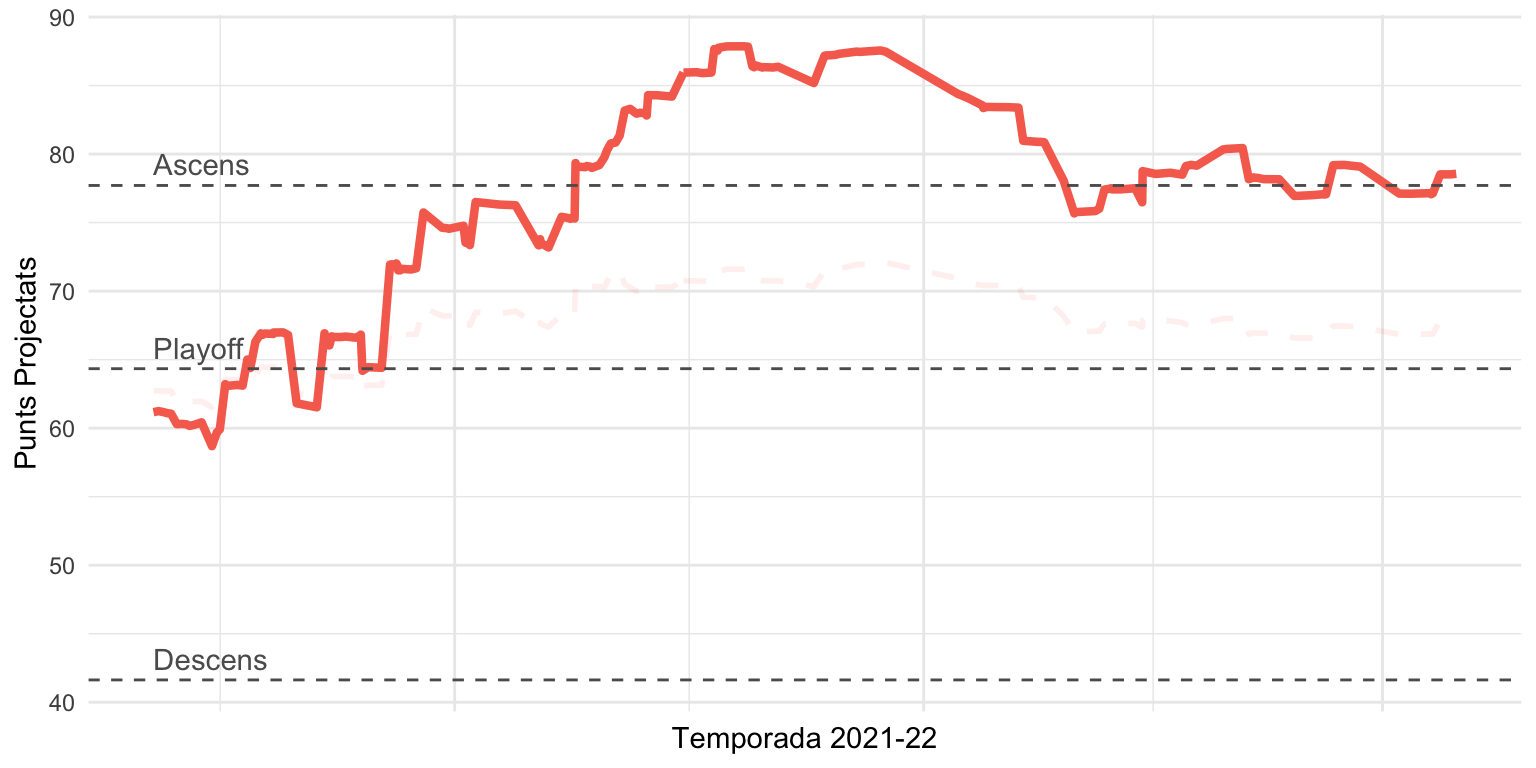 90
80
70
60
50
40
Punts Projectats
Ascens
Playoff
Descens
Temporada 2021-22